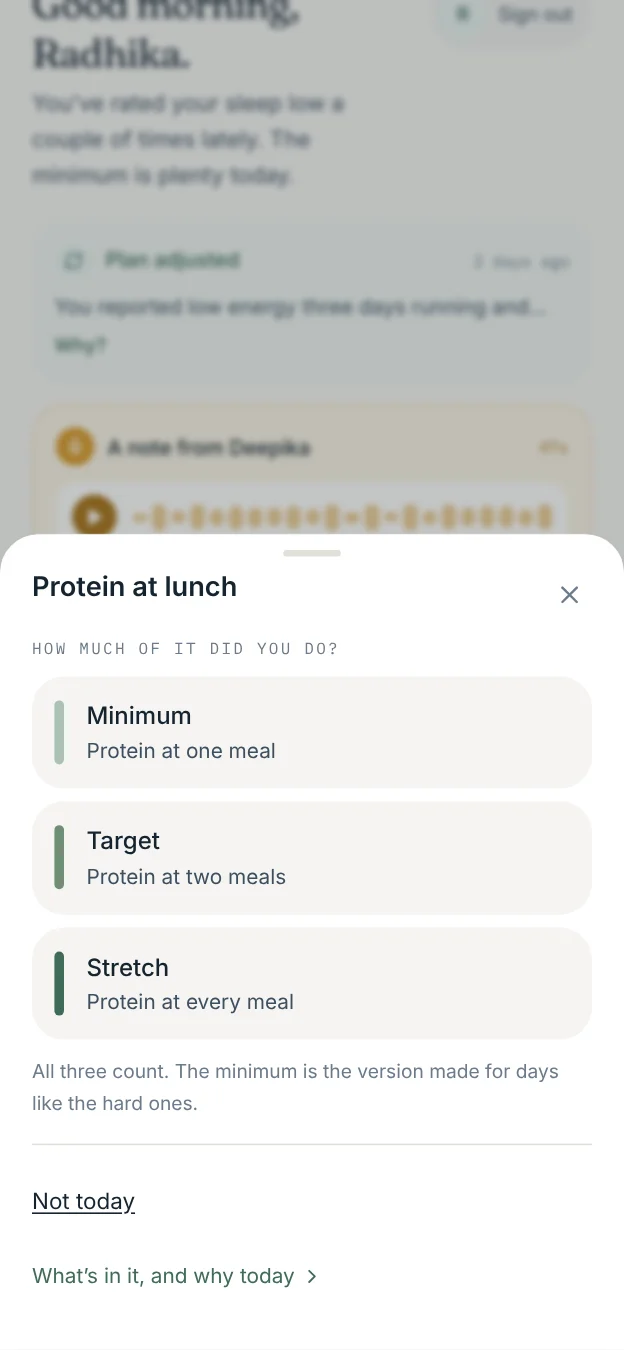 Good morning,
Radhika.
Sign out
You've rated your sleep low a
couple of times lately. The
minimum is plenty today.
Plan adjusted
days ago
You reported low energy three days running and...
Why?
A note from Deepika
Protein at lunch
HOW MUCH OF IT DID YOU DO?
Minimum
Protein at one meal
Target
Protein at two meals
Stretch
Protein at every meal
All three count. The minimum is the version made for days
like the hard ones.
Not today
What’s in it, and why today